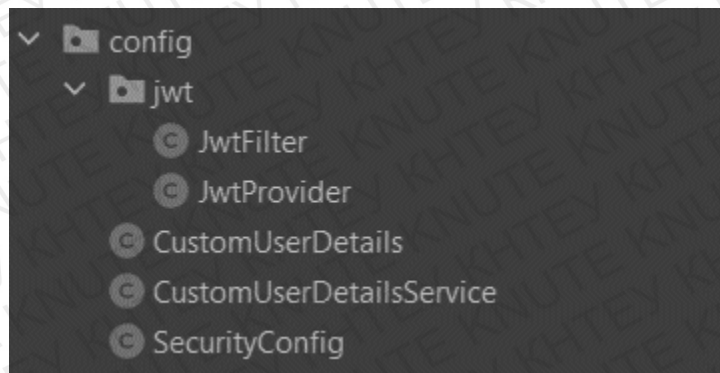 config
jwt
JwtFilter
JwtProvider
CustomUserDetails
CustomUserDetailsService
SecurityConfig